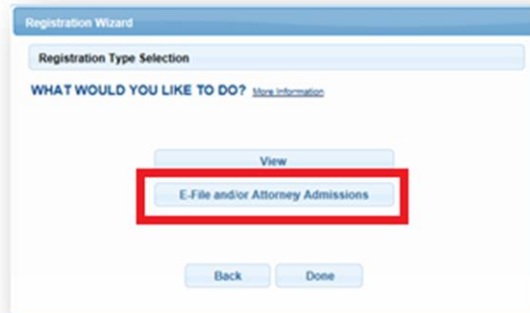 Registration Wizard
Registration Type Selection
WHAT WOULD YOU LIKE TO DO? More Information
View
E-File and/or Attorney Admissions
Back Done